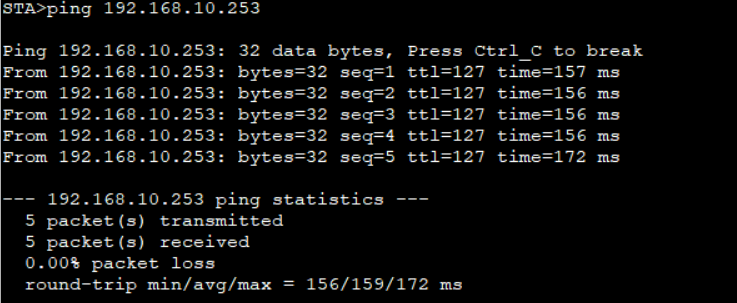 STA>ping 192.168.10.253
Ping 192.168.10.253: 32 data bytes, Press Ctrl_C to break
From 192.168.10.253: bytes=32 seq=1 ttl=127 time=157 ms
From 192.168.10.253: bytes=32 seq=2 ttl=127 time=156 ms
From 192.168.10.253: bytes=32 seq=3 ttl=127 time=156 ms
From 192.168.10.253: bytes=32 seq=4 ttl=127 time=156 ms
From 192.168.10.253: bytes=32 seq=5 ttl=127 time=172 ms
--- 192.168.10.253 ping statistics ---
5 packet(s) transmitted
5 packet(s) received
0.00% packet loss
round-trip min/avg/max = 156/159/172 ms